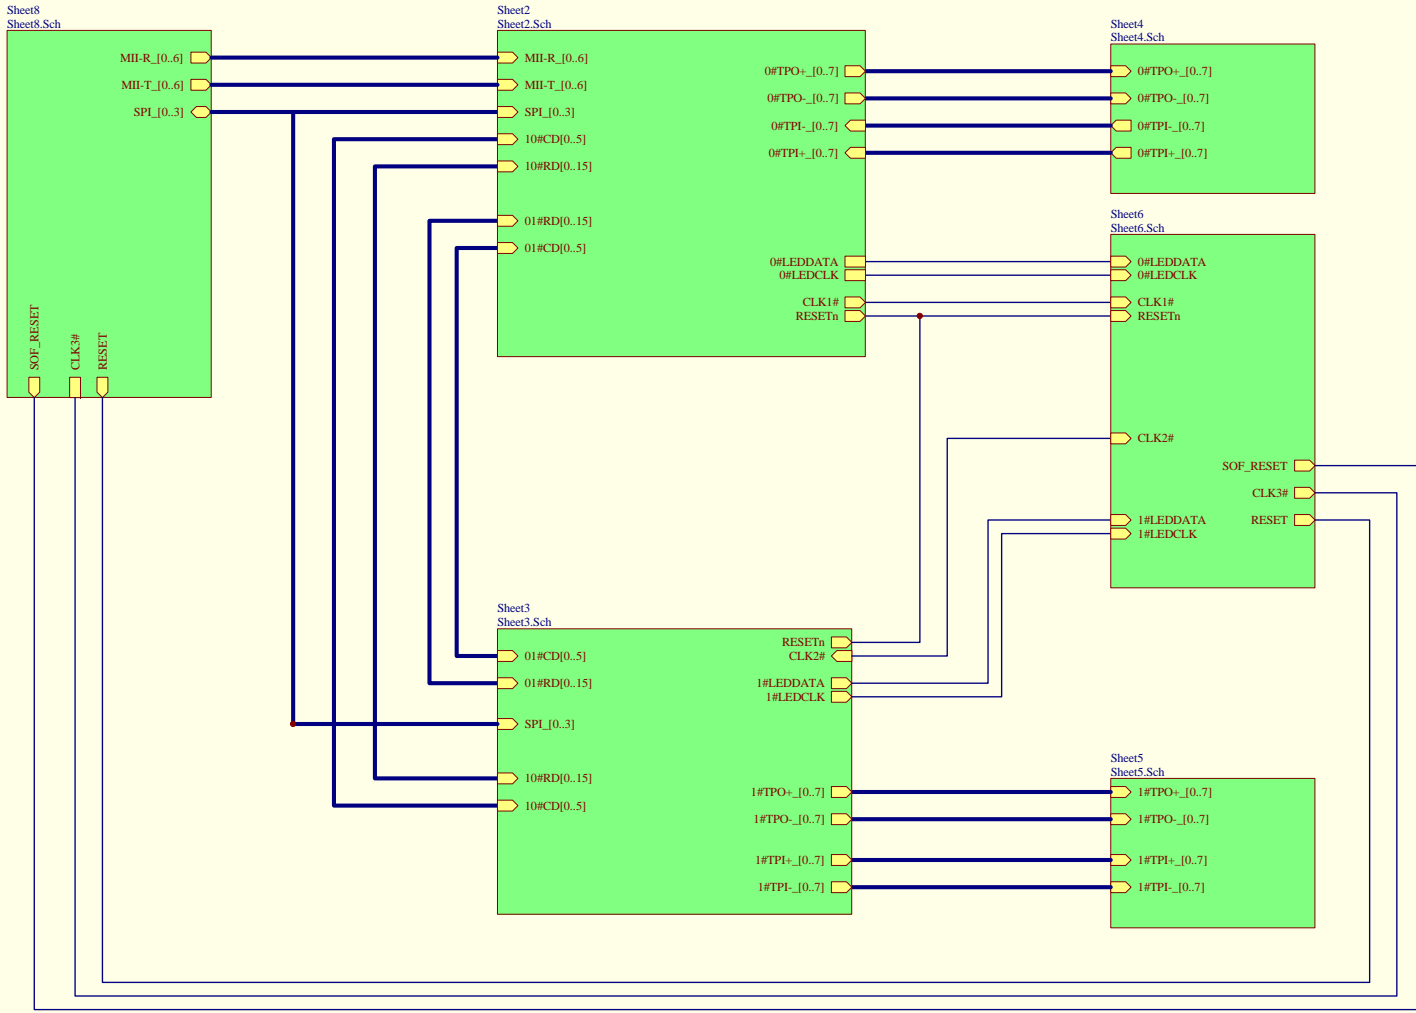 Sheet8
Sheet8.Sch
MII-R_[0..6]
MII-T_[0..6]
SPI_[0..3]
SOF_RESET
CLK3#
RESET
Sheet2
Sheet2.Sch
MII-R_[0..6]
MII-T_[0..6]
SPI_[0..3]
10#CD[0..5]
10#RD[0..15]
01#RD[0..15]
01#CD[0..5]
0#TPO+_[0..7]
0#TPO-_[0..7]
0#TPI-_[0..7]
0#TPI+_[0..7]
0#LEDDATA
0#LEDCLK
CLK1#
RESETn
Sheet4
Sheet4.Sch
0#TPO+_[0..7]
0#TPO-_[0..7]
0#TPI-_[0..7]
0#TPI+_[0..7]
Sheet6
Sheet6.Sch
0#LEDDATA
0#LEDCLK
CLK1#
RESETn
CLK2#
SOF_RESET
CLK3#
1#LEDDATA
RESET
1#LEDCLK
Sheet3
Sheet3.Sch
01#CD[0..5]
01#RD[0..15]
SPI_[0..3]
10#RD[0..15]
10#CD[0..5]
RESETn
CLK2#
1#LEDDATA
1#LEDCLK
1#TPO+_[0..7]
1#TPO-_[0..7]
1#TPI+_[0..7]
1#TPI-_[0..7]
Sheet5
Sheet5.Sch
1#TPO+_[0..7]
1#TPO-_[0..7]
1#TPI+_[0..7]
1#TPI-_[0..7]